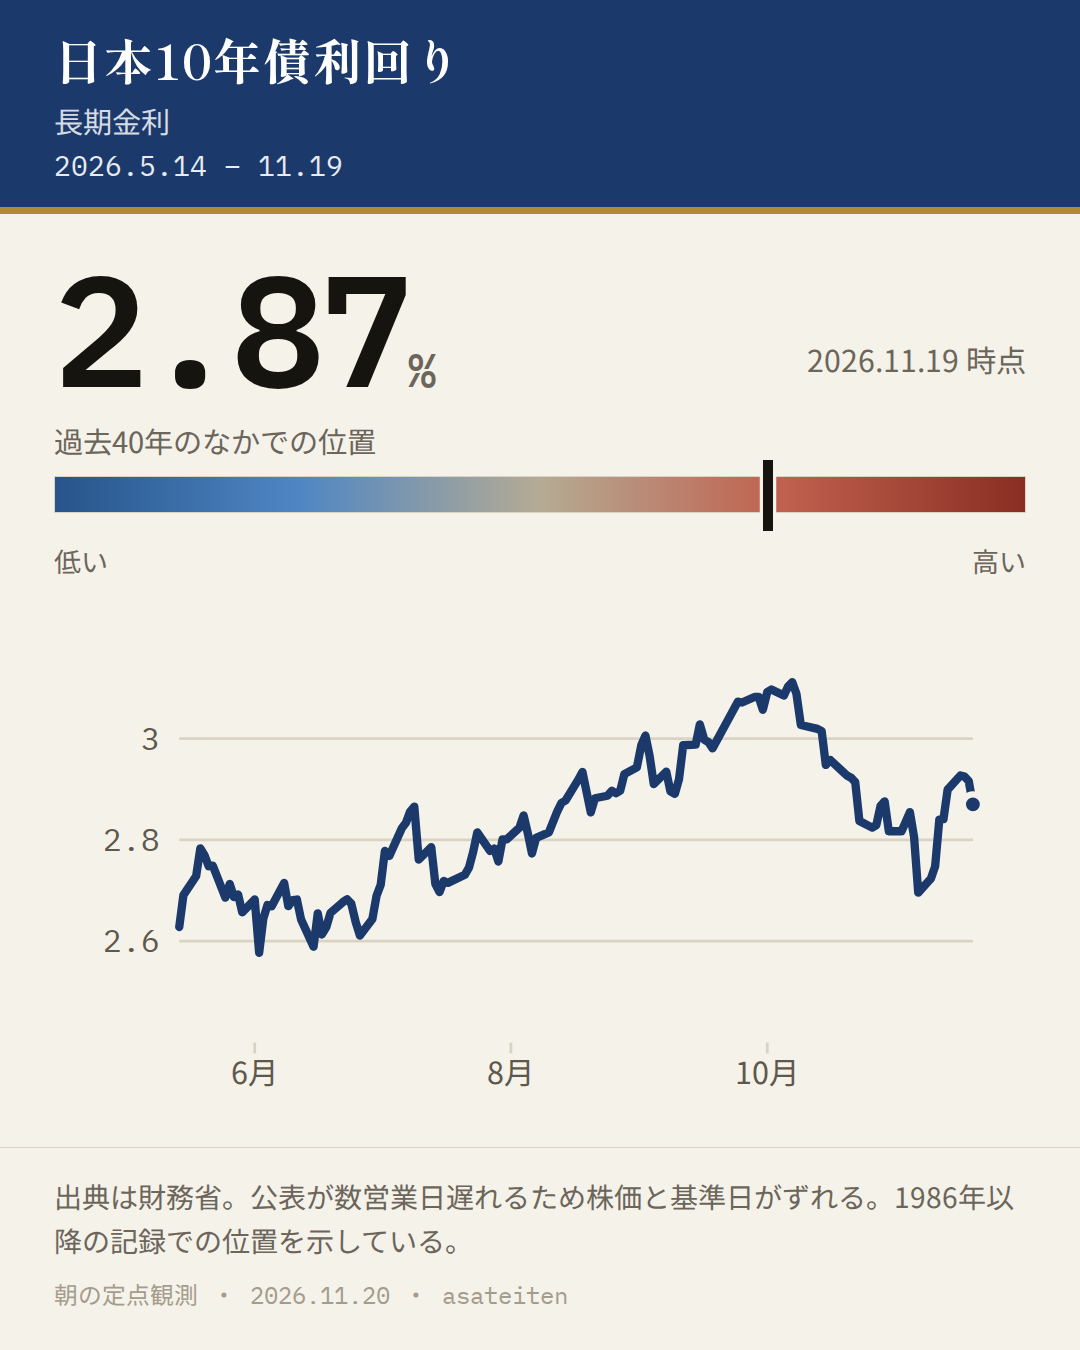 日本10年債利回り
長期金利
2026.5.14 – 11.19
2.87%
2026.11.19 時点
過去40年のなかでの位置
低い
高い
3
2.8
2.6
6月
8月
10月
出典は財務省。公表が数営業日遅れるため株価と基準日がずれる。1986年以
降の記録での位置を示している。
朝の定点観測 ・ 2026.11.20 ・ asateiten